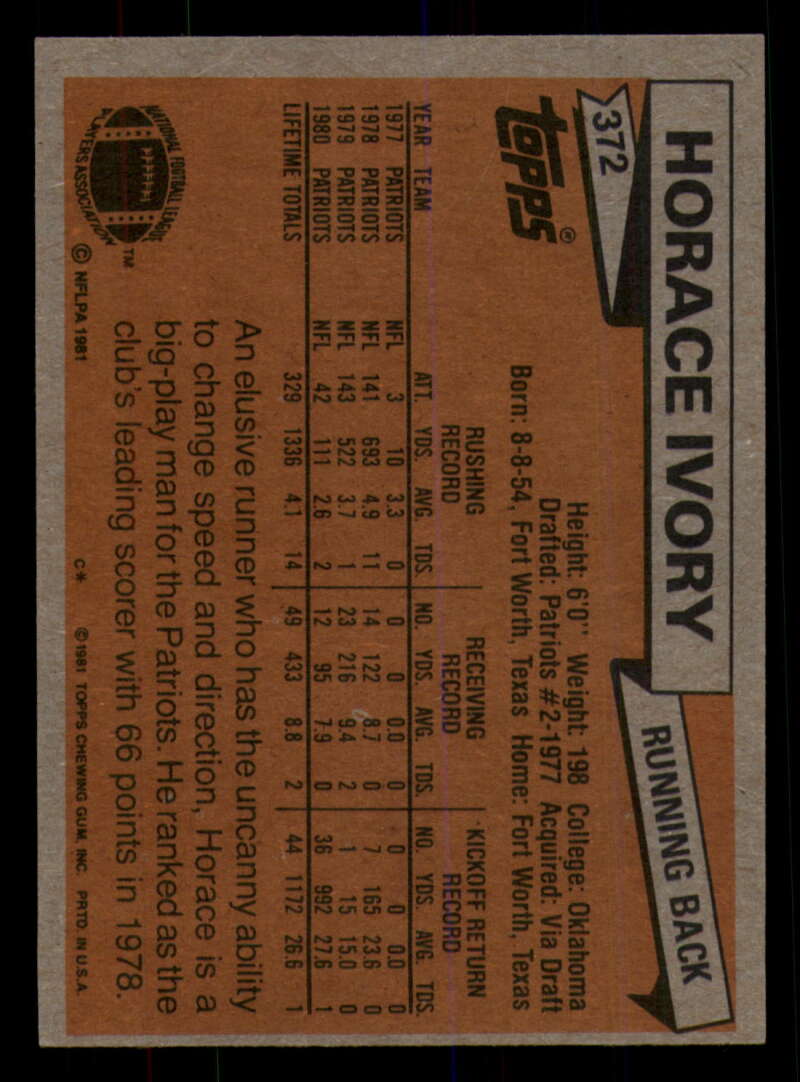 HORACE IVORY
RUNNING BACK
372
TOPPS®
Height: 6'0" Weight: 198 College: Oklahoma
Drafted: Patriots #2-1977 Acquired: Via Draft
Born: 8-8-54, Fort Worth, Texas Home: Fort Worth, Texas
RUSHING RECORD RECEIVING RECORD KICKOFF RETURN RECORD
YEAR TEAM ATT. YDS. AVG. TDS. NO. YDS. AVG. TDS. NO. YDS. AVG. TDS.
1977 PATRIOTS NFL 3 10 3.3 0 0 0 0.0 0 0 0 0.0 0
1978 PATRIOTS NFL 141 693 4.9 11 14 122 8.7 0 7 165 23.6 0
1979 PATRIOTS NFL 143 522 3.7 1 23 216 9.4 2 1 15 15.0 0
1980 PATRIOTS NFL 42 111 2.6 2 12 95 7.9 0 36 992 27.6 1
LIFETIME TOTALS 329 1336 4.1 14 49 433 8.8 2 44 1172 26.6 1
An elusive runner who has the uncanny ability
to change speed and direction, Horace is a
big-play man for the Patriots. He ranked as the
club's leading scorer with 66 points in 1978.
NATIONAL FOOTBALL LEAGUE
PLAYERS ASSOCIATION
TM
© NFLPA 1981
C* © 1981 TOPPS CHEWING GUM, INC. PRTD. IN U.S.A.